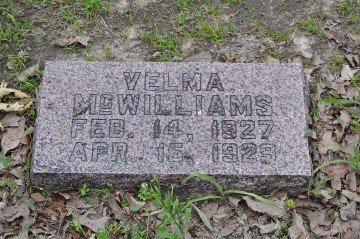 VELMA
McWILLIAMS
FEB. 14, 1927
APR. 15, 1929